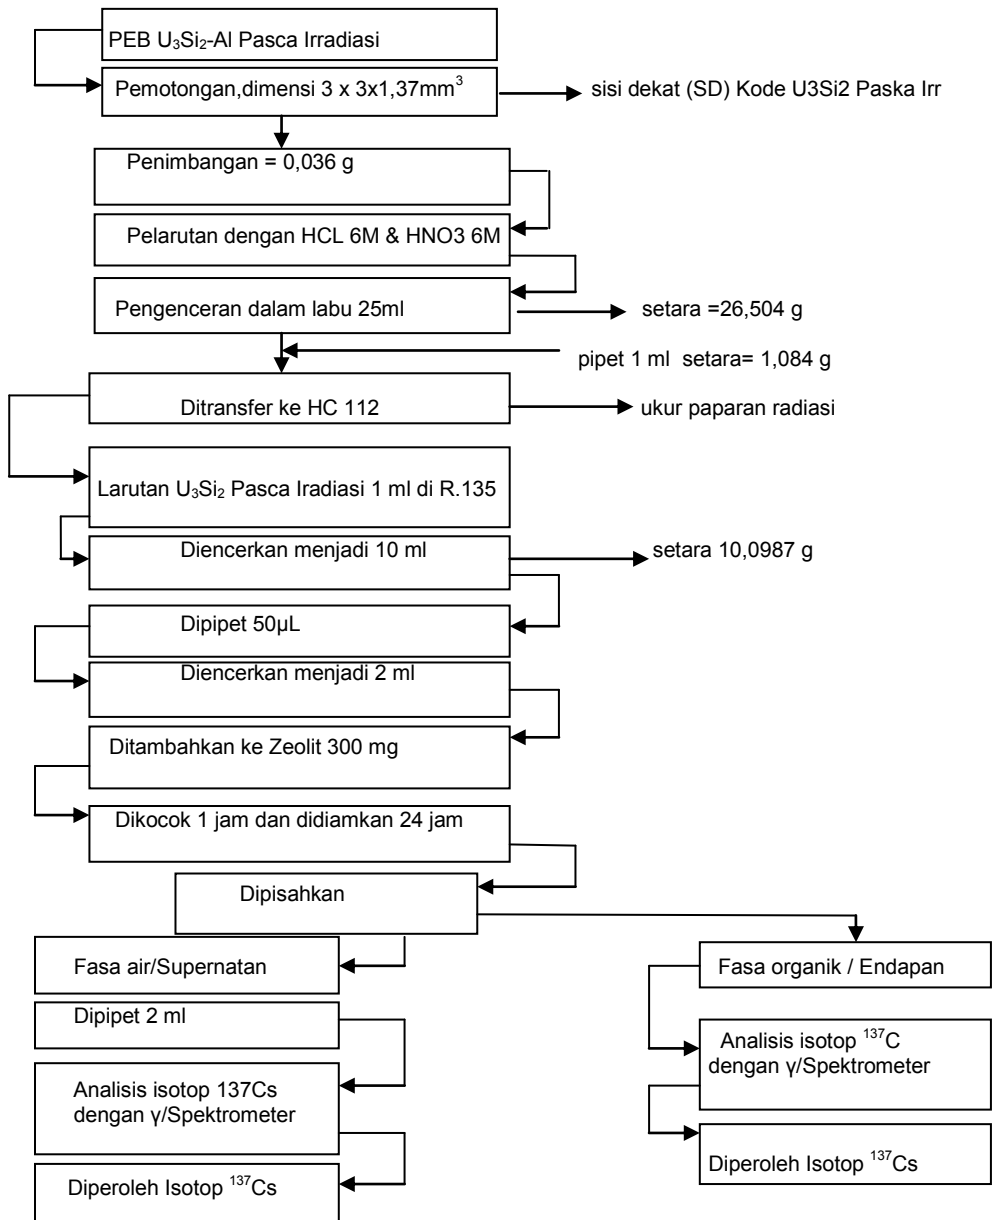 PEB U₃Si₂-Al Pasca Irradiasi
Pemotongan,dimensi 3 x 3x1,37mm³
sisi dekat (SD) Kode U3Si2 Paska Irr
Penimbangan = 0,036 g
Pelarutan dengan HCL 6M & HNO3 6M
Pengenceran dalam labu 25ml
setara =26,504 g
pipet 1 ml setara= 1,084 g
Ditransfer ke HC 112
ukur paparan radiasi
Larutan U₃Si₂ Pasca Iradiasi 1 ml di R.135
Diencerkan menjadi 10 ml
setara 10,0987 g
Dipipet 50µL
Diencerkan menjadi 2 ml
Ditambahkan ke Zeolit 300 mg
Dikocok 1 jam dan didiamkan 24 jam
Dipisahkan
Fasa air/Supernatan
Dipipet 2 ml
Analisis isotop 137Cs
dengan γ/Spektrometer
Diperoleh Isotop ¹³⁷Cs
Fasa organik / Endapan
Analisis isotop ¹³⁷C
dengan γ/Spektrometer
Diperoleh Isotop ¹³⁷Cs